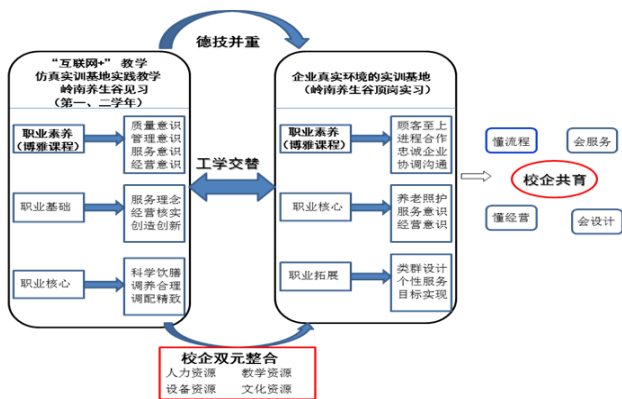 德技并重
“互联网+” 教学
仿真实训基地实践教学
岭南养生谷见习
（第一、二学年）
职业素养
（博雅课程）
质量意识
管理意识
服务意识
经营意识
职业基础
服务理念
经营核实
创造创新
职业核心
科学饮膳
调养合理
调配精致
工学交替
企业真实环境的实训基地
（岭南养生谷顶岗实习）
职业素养
（博雅课程）
顾客至上
进程合作
忠诚企业
协调沟通
职业核心
养老照护
服务意识
经营意识
职业拓展
类群设计
个性服务
目标实现
懂流程
会服务
校企共育
懂经营
会设计
校企双元整合
人力资源 教学资源
设备资源 文化资源